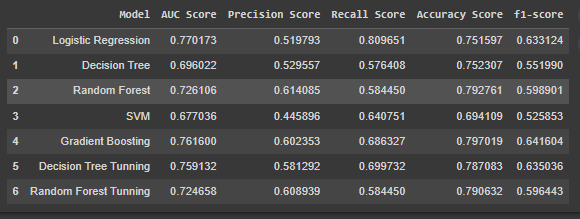 Model AUC Score Precision Score Recall Score Accuracy Score f1-score
0 Logistic Regression 0.770173 0.519793 0.809651 0.751597 0.633124
1 Decision Tree 0.696022 0.529557 0.576408 0.752307 0.551990
2 Random Forest 0.726106 0.614085 0.584450 0.792761 0.598901
3 SVM 0.677036 0.445896 0.640751 0.694109 0.525853
4 Gradient Boosting 0.761600 0.602353 0.686327 0.797019 0.641604
5 Decision Tree Tunning 0.759132 0.581292 0.699732 0.787083 0.635036
6 Random Forest Tunning 0.724658 0.608939 0.584450 0.790632 0.596443